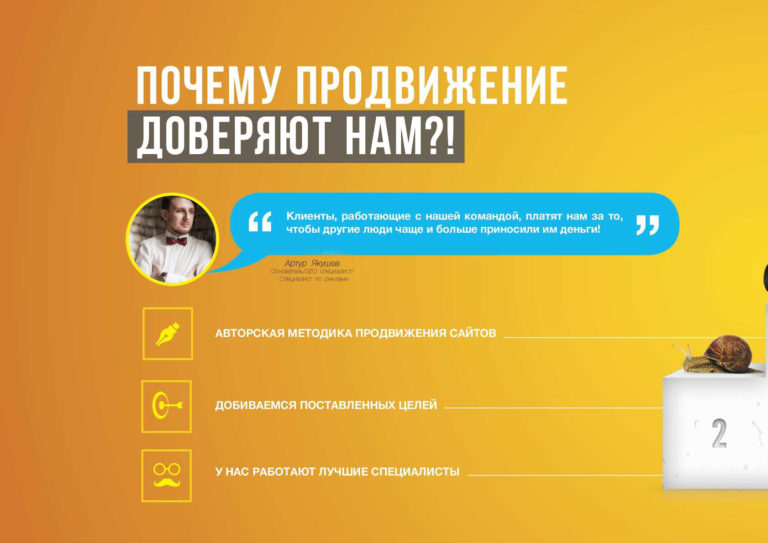 ПОЧЕМУ ПРОДВИЖЕНИЕ
ДОВЕРЯЮТ НАМ?!
“ Клиенты, работающие с нашей командой, платят нам за то, ”
чтобы другие люди чаще и больше приносили им деньги!
Артур Якушев
Основатель/SEO специалист
Специалист по рекламе
АВТОРСКАЯ МЕТОДИКА ПРОДВИЖЕНИЯ САЙТОВ
ДОБИВАЕМСЯ ПОСТАВЛЕННЫХ ЦЕЛЕЙ
2
У НАС РАБОТАЮТ ЛУЧШИЕ СПЕЦИАЛИСТЫ